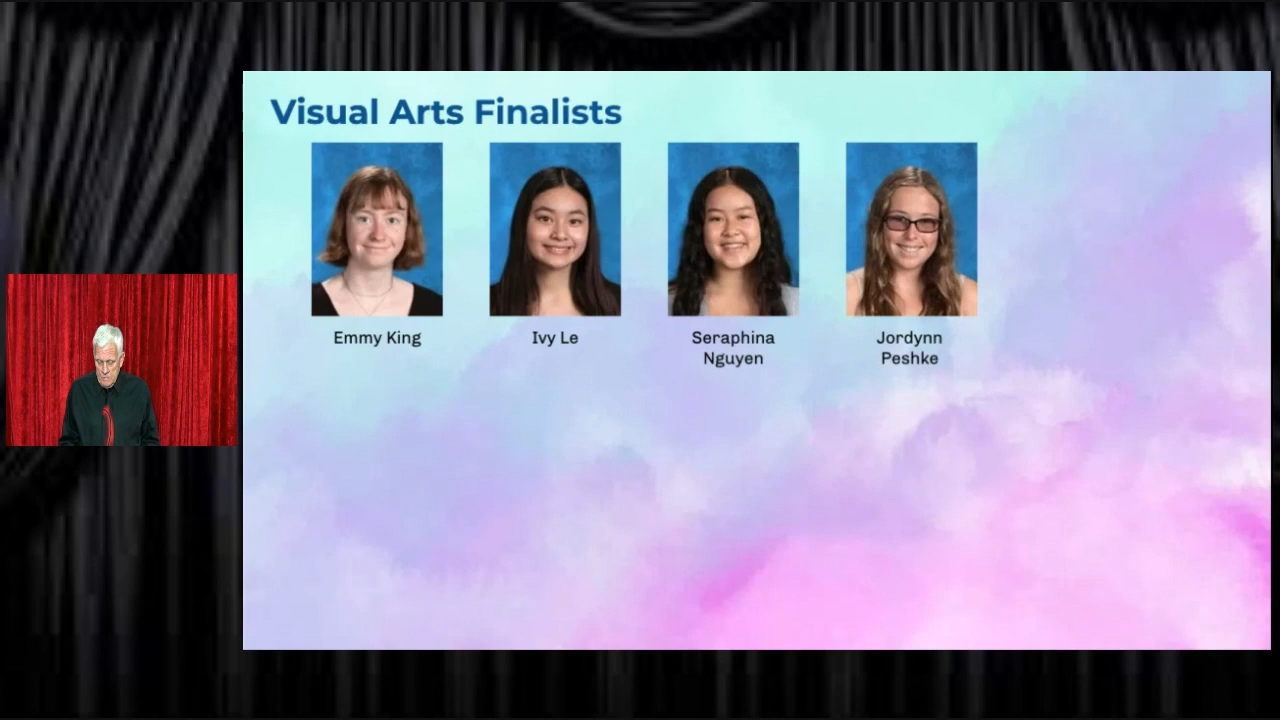 Visual Arts Finalists
Emmy King
Ivy Le
Seraphina
Nguyen
Jordynn
Peshke